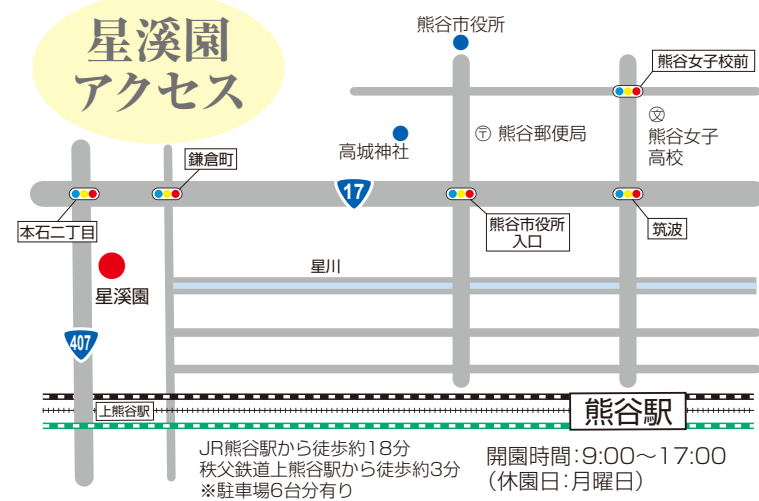 星溪園
アクセス
熊谷市役所
熊谷女子校前
〒 熊谷郵便局
文
熊谷女子
高校
高城神社
鎌倉町
17
本石二丁目
熊谷市役所
入口
筑波
星川
星溪園
407
上熊谷駅
熊谷駅
JR熊谷駅から徒歩約18分
秩父鉄道上熊谷駅から徒歩約3分
※駐車場6台分有り
開園時間:9:00〜17:00
(休園日:月曜日)